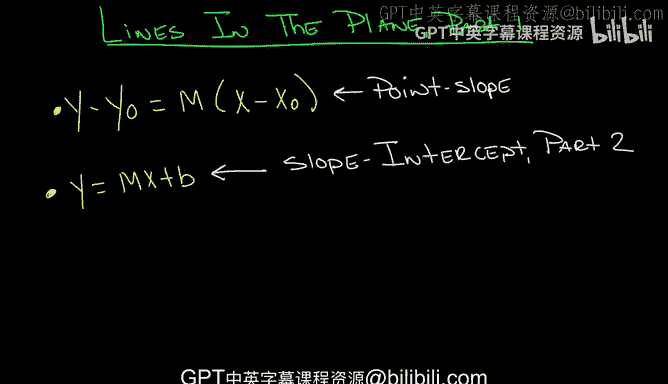 GPT中英字幕课程资源@bilibili.com
LINES IN THE PLANE PART 1
GPT中英字幕课程资源 bilibili
• Y - Y0 = M ( X - X0 ) ← POINT-SLOPE
• Y = MX + b ← SLOPE-INTERCEPT, PART 2
GPT中英字幕课程资源@bilibili.com